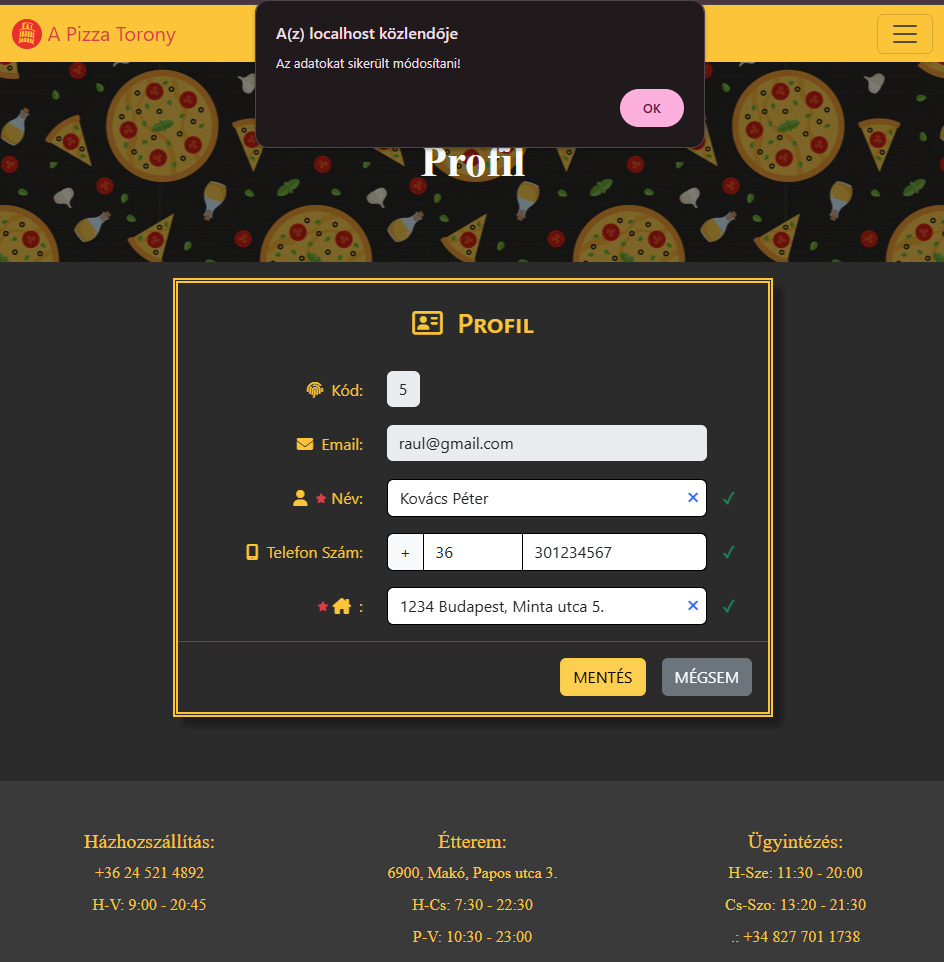 A Pizza Torony
A(z) localhost közlendője
Az adatokat sikerült módosítani!
OK
Profil
Profil
Kód: 5
Email: raul@gmail.com
* Név: Kovács Péter
Telefon Szám: + 36 301234567
* : 1234 Budapest, Minta utca 5.
MENTÉS MÉGSEM
Házhozszállítás:
+36 24 521 4892
H-V: 9:00 - 20:45
Étterem:
6900, Makó, Papos utca 3.
H-Cs: 7:30 - 22:30
P-V: 10:30 - 23:00
Ügyintézés:
H-Sze: 11:30 - 20:00
Cs-Szo: 13:20 - 21:30
.: +34 827 701 1738